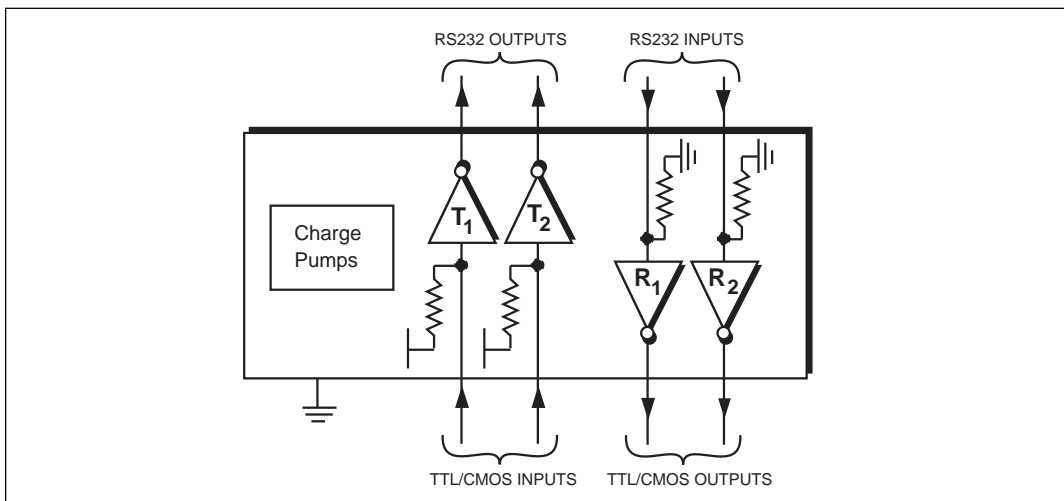 RS232 OUTPUTS
RS232 INPUTS
Charge
Pumps
T1
T2
R1
R2
TTL/CMOS INPUTS
TTL/CMOS OUTPUTS